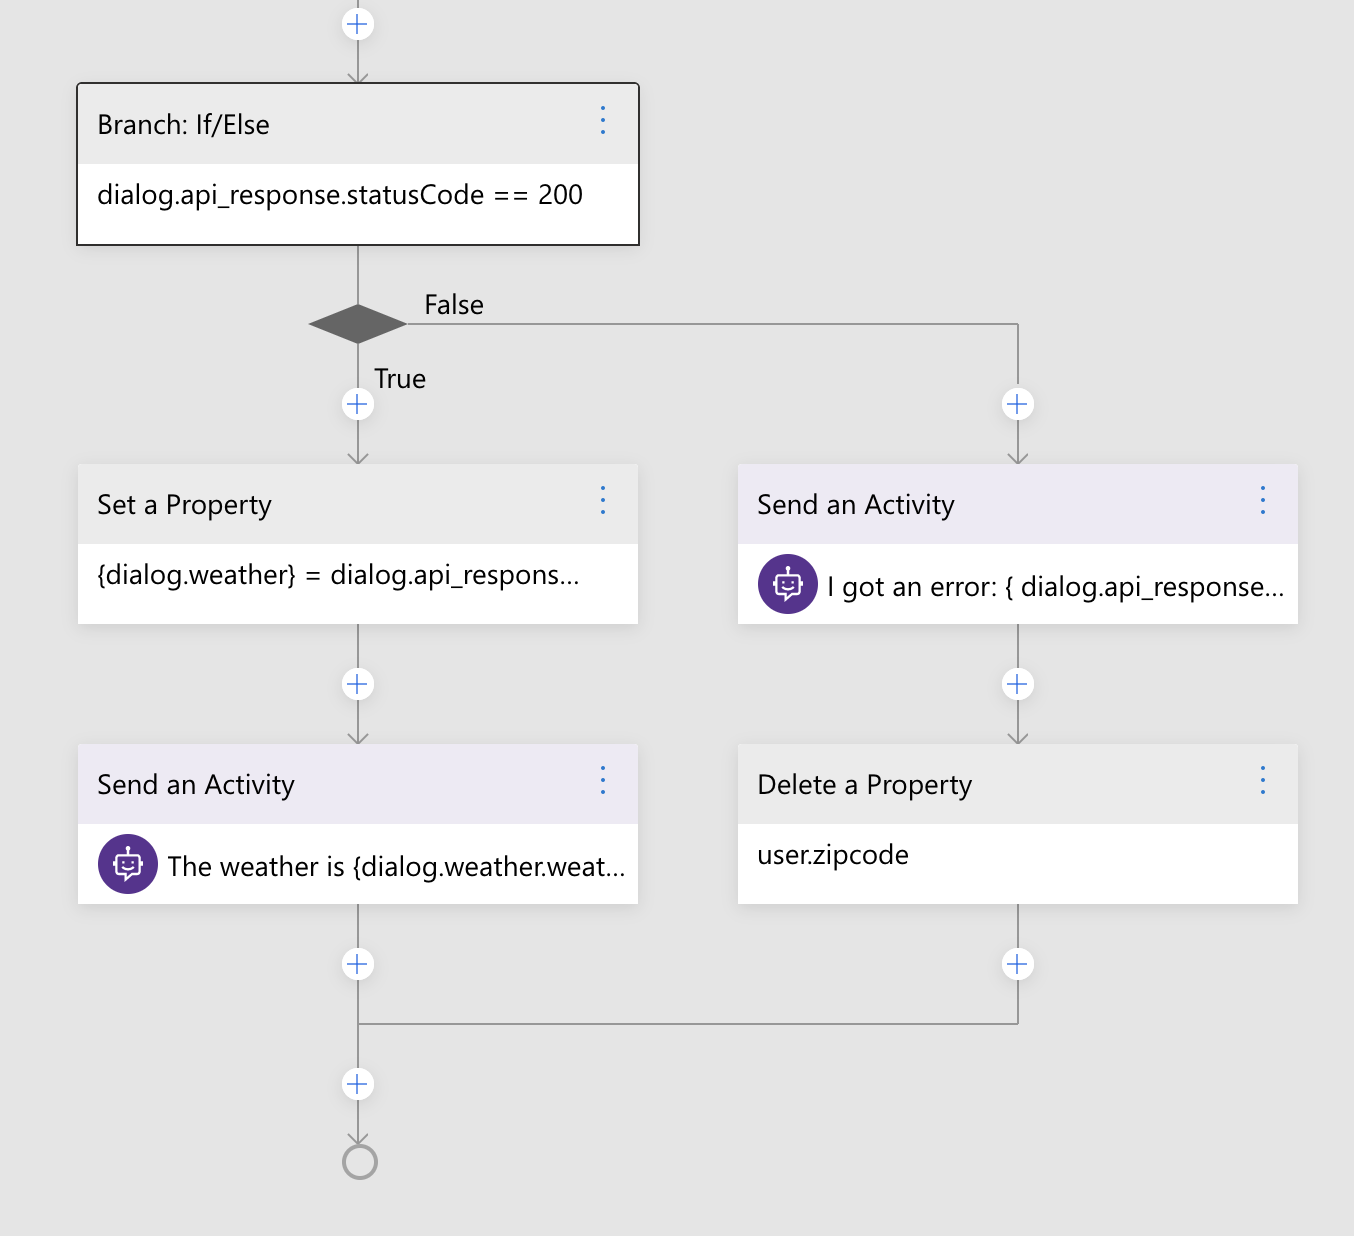 Branch: If/Else
dialog.api_response.statusCode == 200
False
True
Set a Property
{dialog.weather} = dialog.api_respons...
Send an Activity
I got an error: { dialog.api_response...
Send an Activity
The weather is {dialog.weather.weat...
Delete a Property
user.zipcode